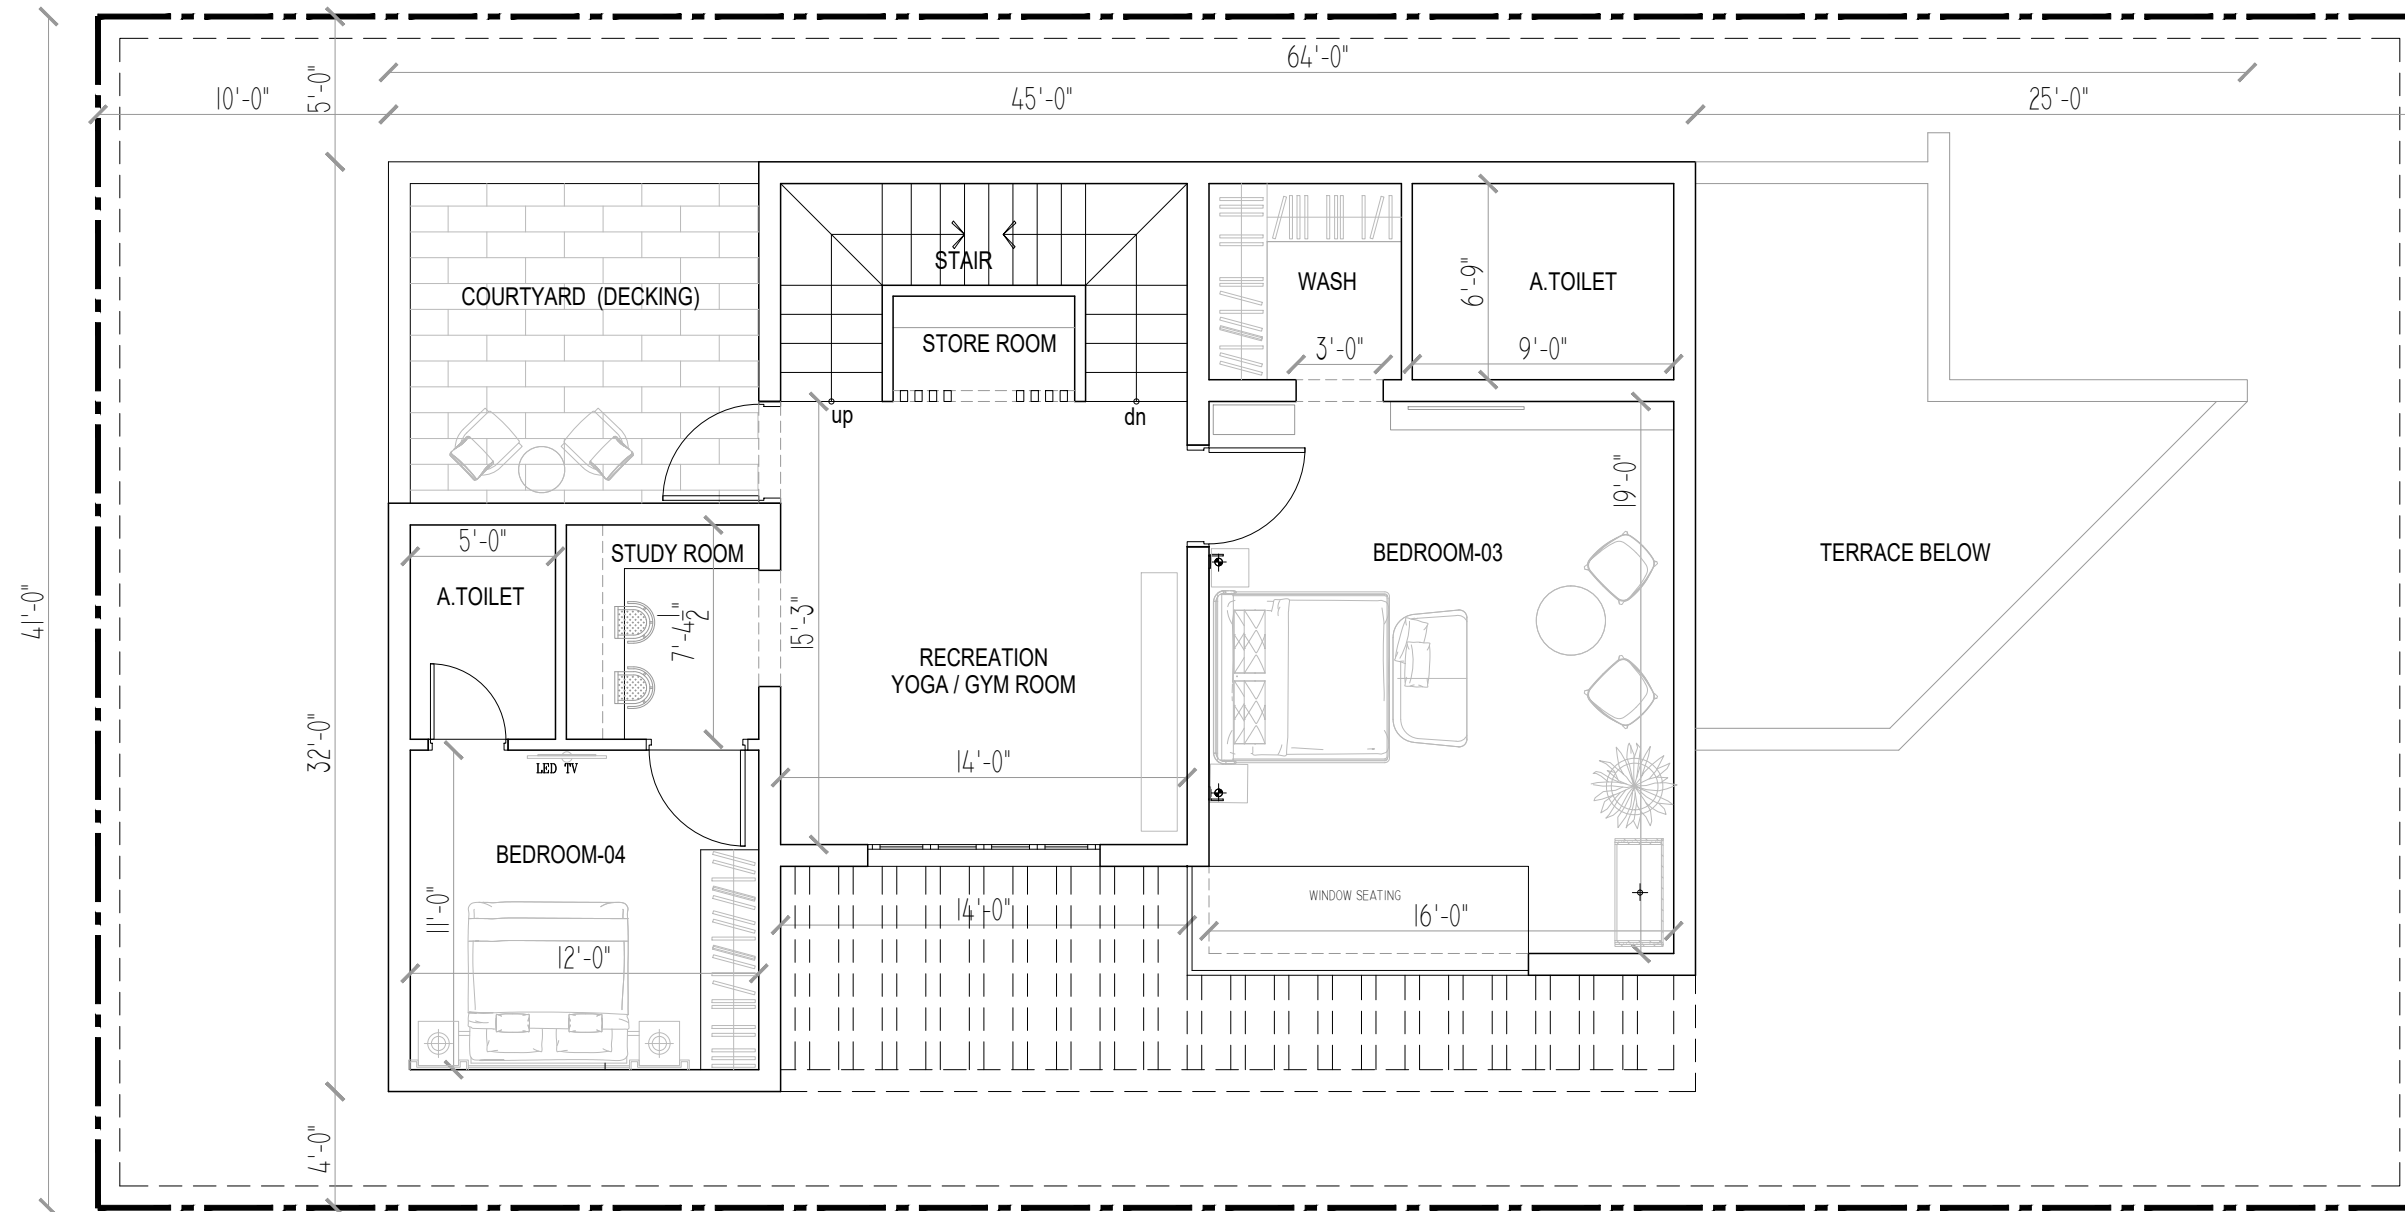 64'-0"
10'-0"
5'-0"
45'-0"
25'-0"
STAIR
WASH
A.TOILET
6'-9"
COURTYARD (DECKING)
STORE ROOM
3'-0"
9'-0"
up
dn
19'-0"
5'-0"
STUDY ROOM
BEDROOM-03
TERRACE BELOW
A.TOILET
41'-0"
7'-4 1/2"
15'-3"
RECREATION
YOGA / GYM ROOM
32'-0"
14'-0"
LED TV
BEDROOM-04
WINDOW SEATING
11'-0"
14'-0"
16'-0"
12'-0"
4'-0"